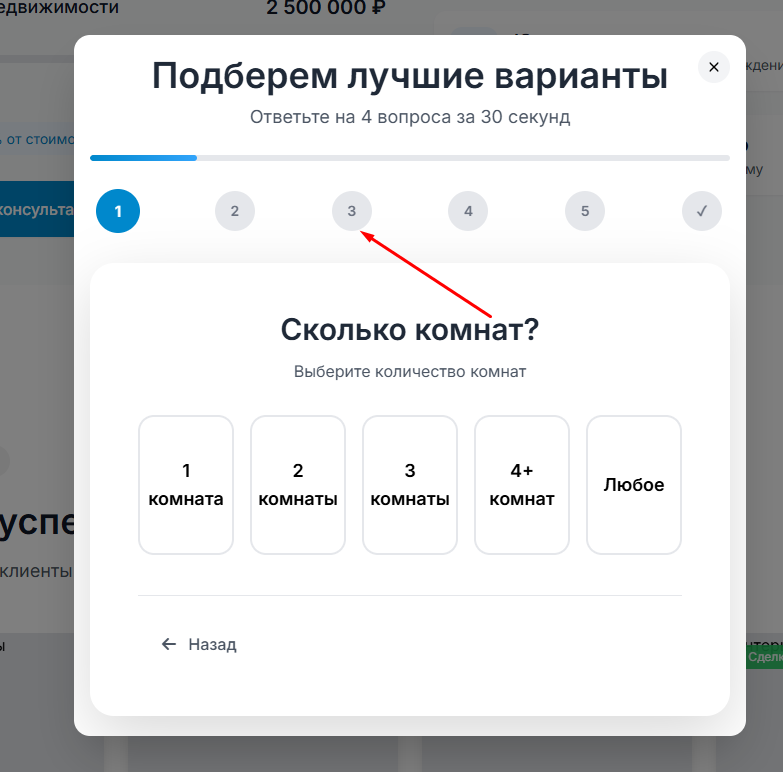 едвижимости
2 500 000 ₽
Подберем лучшие варианты
Ответьте на 4 вопроса за 30 секунд
от стоимо
консульта
1
2
3
4
5
✓
Сколько комнат?
Выберите количество комнат
1
комната
2
комнаты
3
комнаты
4+
комнат
Любое
← Назад
успе
клиенты
ы
му
Сделк